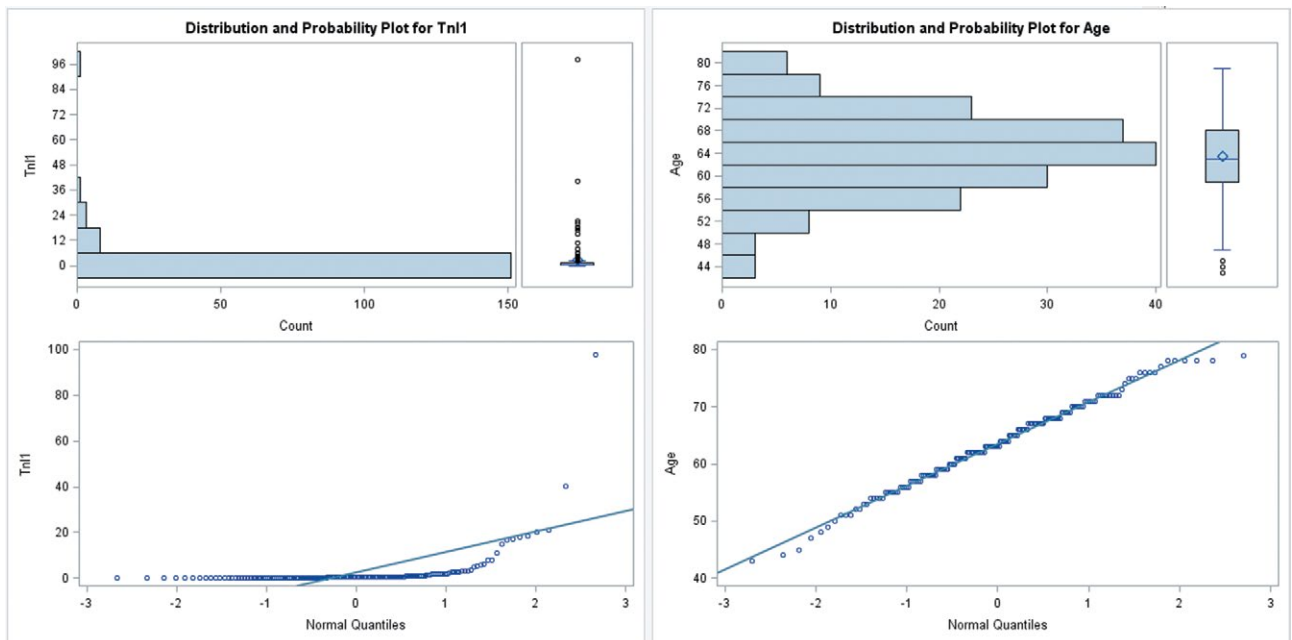 Distribution and Probability Plot for TnI1
TnI1
96
84
72
60
48
36
24
12
0
0 50 100 150
Count
100
80
60
40
20
0
TnI1
-3 -2 -1 0 1 2 3
Normal Quantiles
Distribution and Probability Plot for Age
Age
80
76
72
68
64
60
56
52
48
44
0 10 20 30 40
Count
80
70
60
50
40
Age
-3 -2 -1 0 1 2 3
Normal Quantiles